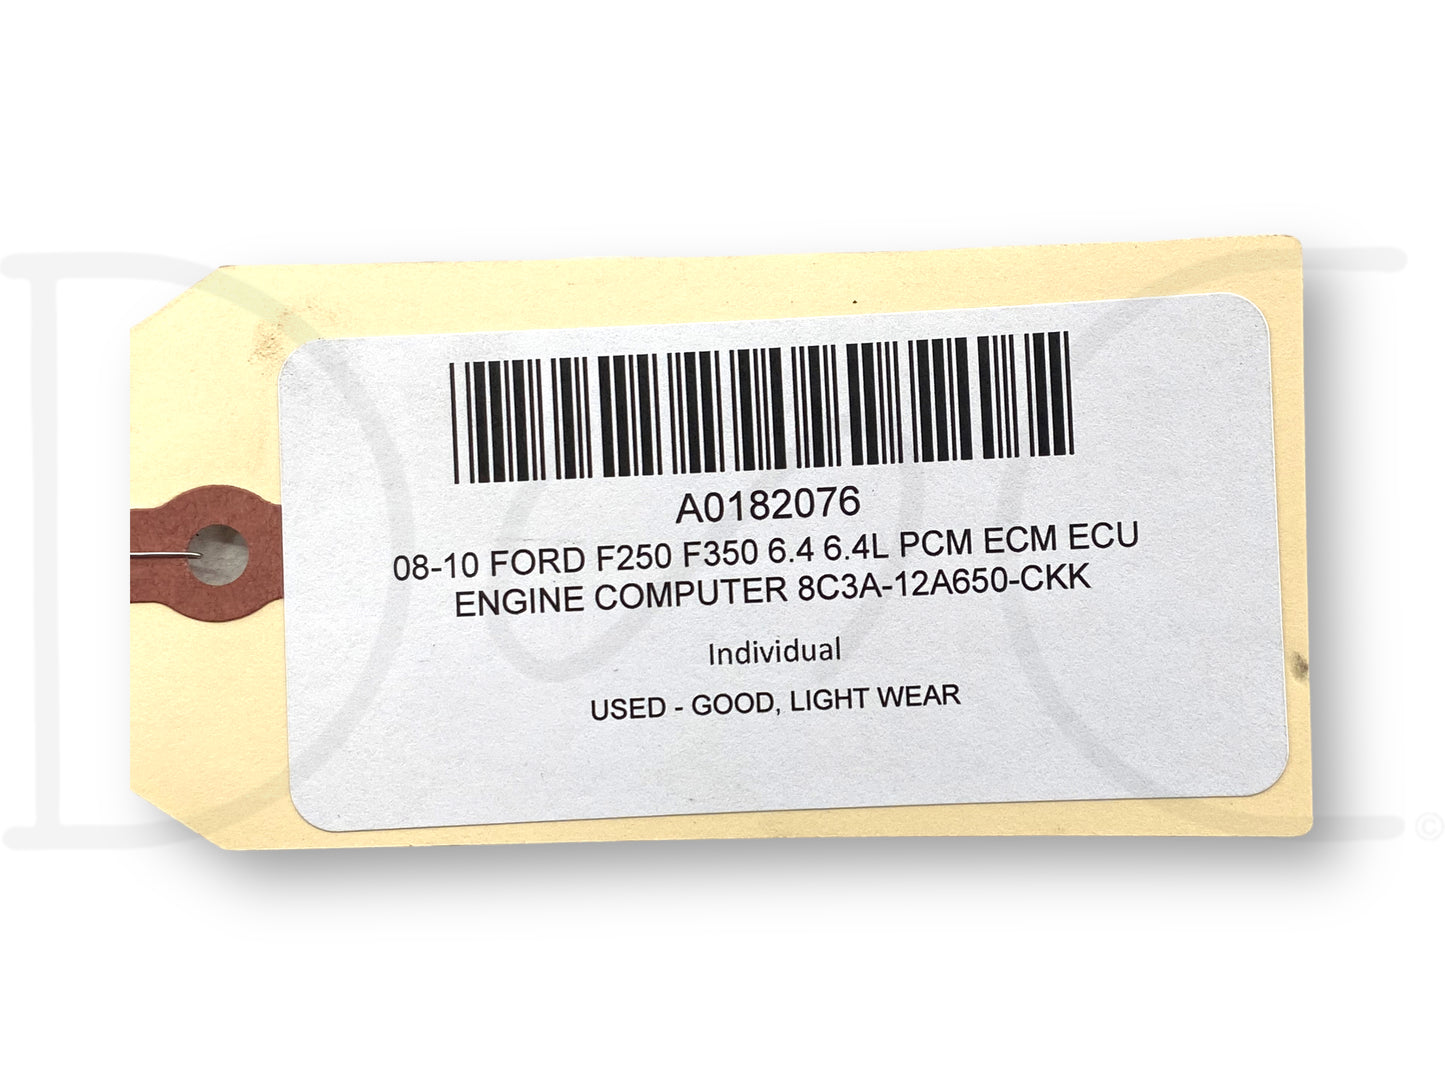 A0182076
08-10 FORD F250 F350 6.4 6.4L PCM ECM ECU
ENGINE COMPUTER 8C3A-12A650-CKK
Individual
USED - GOOD, LIGHT WEAR
©